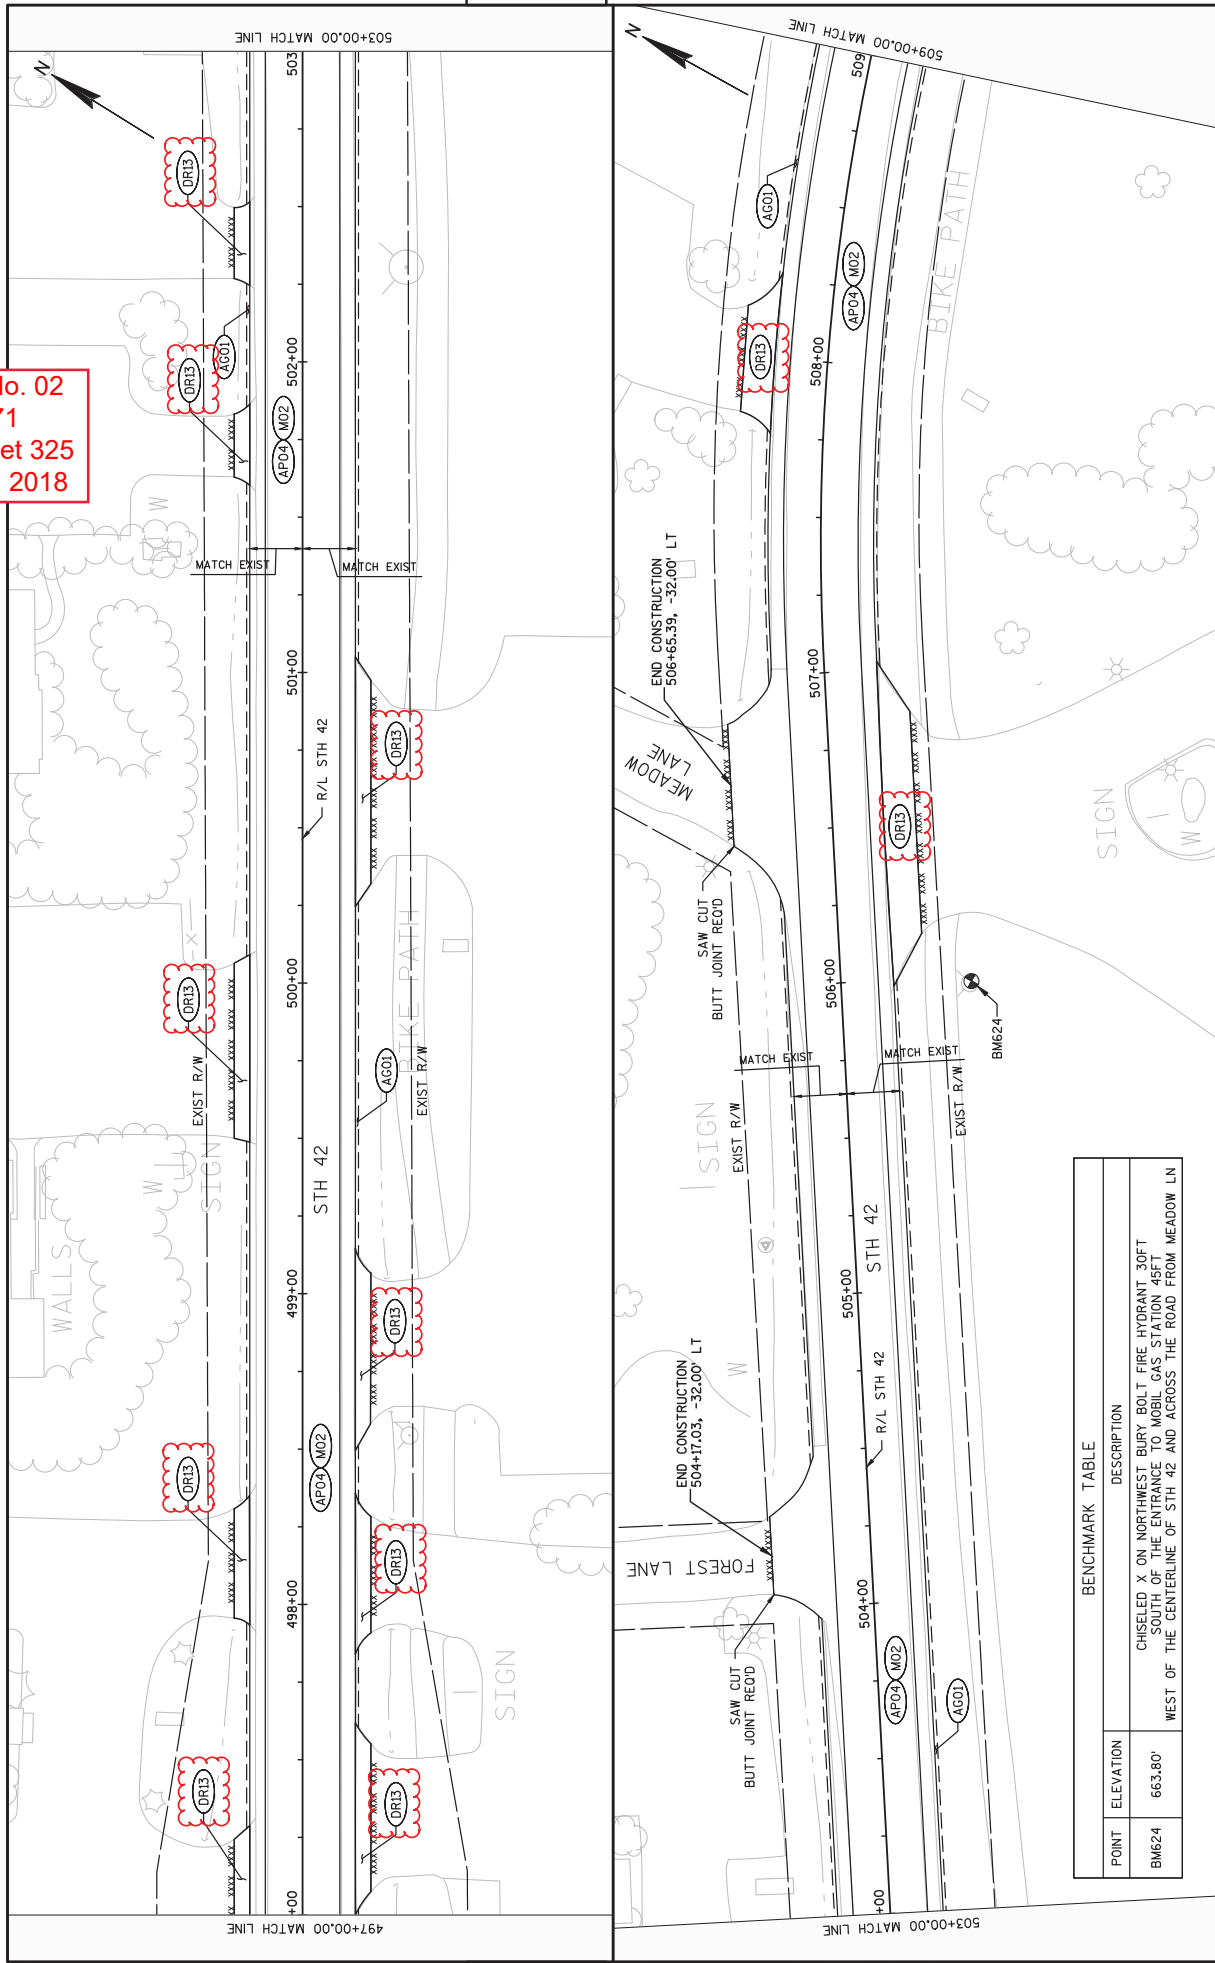 503+00.00 MATCH LINE
N
503
DR13
DR13
AG01
502+00
AP04 M02
lo. 02
71
et 325
2018
W
MATCH EXIST
MATCH EXIST
501+00
DR13
R/L STH 42
DR13
500+00
BIKE PATH
EXIST R/W
AG01
EXIST R/W
WALLS
W
SIGN
STH 42
499+00
DR13
DR13
AP04 M02
DR13
498+00
SIGN
DR13
DR13
+00
497+00.00 MATCH LINE
509+00.00 MATCH LINE
N
509
AG01
AP04 M02
BIKE PATH
DR13
508+00
END CONSTRUCTION
506+65.39, -32.00' LT
507+00
MEADOW
LANE
DR13
SIGN
W
SAW CUT
BUTT JOINT REQ'D
506+00
BM624
MATCH EXIST
MATCH EXIST
SIGN
EXIST R/W
EXIST R/W
STH 42
505+00
R/L STH 42
W
END CONSTRUCTION
504+17.03, -32.00' LT
FOREST LANE
504+00
SAW CUT
BUTT JOINT REQ'D
AP04 M02
AG01
+00
503+00.00 MATCH LINE
BENCHMARK TABLE
POINT ELEVATION DESCRIPTION
BM624 663.80' CHISELED X ON NORTHWEST BURY BOLT FIRE HYDRANT 30FT
SOUTH OF THE ENTRANCE TO MOBIL GAS STATION 45FT
WEST OF THE CENTERLINE OF STH 42 AND ACROSS THE ROAD FROM MEADOW LN